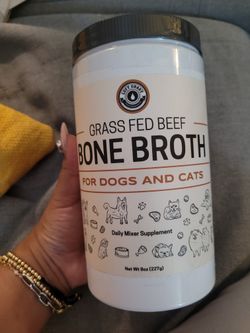 GRASS FED BEEF
BONE BROTH
FOR DOGS AND CATS
Daily Mixer Supplement
Net Wt 8oz (227g)